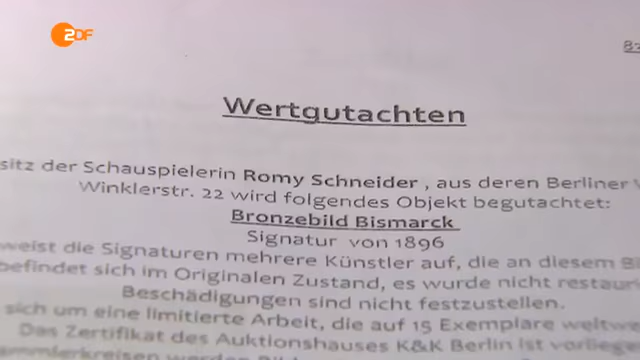 ZDF
Wertgutachten
sitz der Schauspielerin Romy Schneider , aus deren Berliner
Winklerstr. 22 wird folgendes Objekt begutachtet:
Bronzebild Bismarck
Signatur von 1896
weist die Signaturen mehrere Künstler auf, die an diesem
befindet sich im Originalen Zustand, es wurde nicht
Beschädigungen sind nicht festzustellen.
sich um eine limitierte Arbeit, die auf 15 Exemplare
Das Zertifikat des Auktionshauses K&K Berlin ist
werden